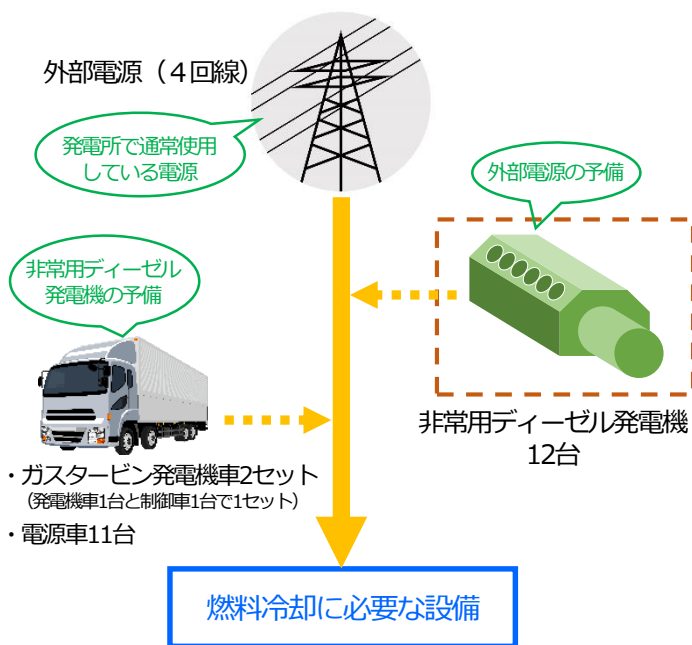 外部電源（４回線）
発電所で通常使用
している電源
外部電源の予備
非常用ディーゼル
発電機の予備
非常用ディーゼル発電機
12台
・ガスタービン発電機車2セット
（発電機車1台と制御車1台で1セット）
・電源車11台
燃料冷却に必要な設備